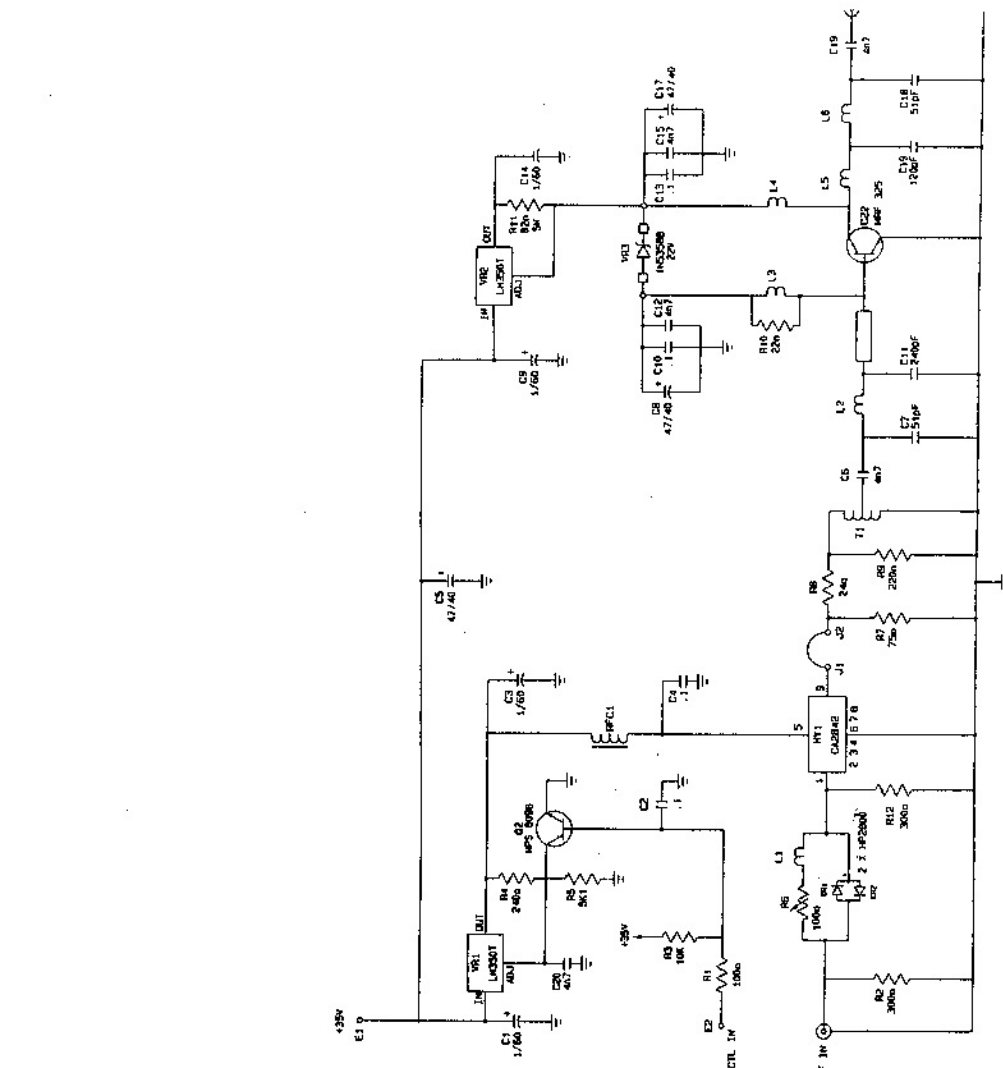 +35V
E1
C1
1/60
IN
VR1
LM350T
OUT
ADJ
C20
4n7
R4
240Ω
R5
5K1
Q2
MPS 8098
C3
1/60
RFC1
C4
.1
C2
.1
+35V
R3
10K
R1
100Ω
E2
CTL IN
C5
47/40
IN
VR2
LM350T
OUT
ADJ
C9
1/60
C14
1/60
R11
82Ω
5W
C17
47/40
C15
4n7
C13
.1
VR3
1N5358B
22V
C12
4n7
C10
.1
C8
47/40
L4
L3
R10
22Ω
IN
R2
300Ω
R6
100Ω
L1
CR1
CR2
2 X HP2800
R12
300Ω
1
HY1
CA2842
2 3 4 6 7 8
5
9
J1
J2
R7
75Ω
R8
24Ω
R9
220Ω
T1
C6
4n7
C7
51pF
L2
C11
240pF
MRF 325
L5
L6
C19
120pF
C18
51pF
C19
4n7